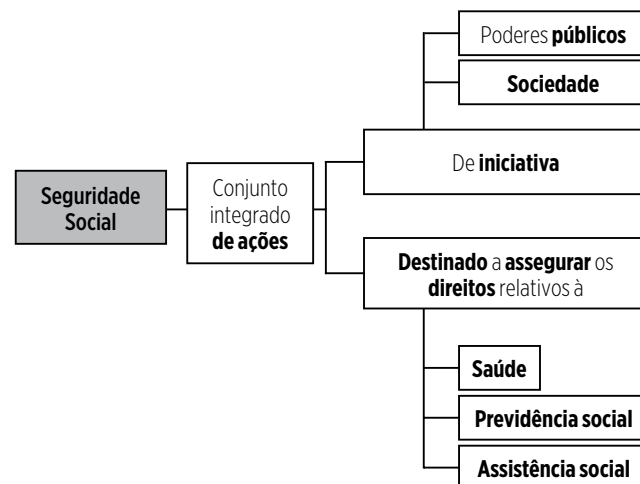 Poderes públicos
Sociedade
De iniciativa
Seguridade
Social
Conjunto
integrado
de ações
Destinado a assegurar os
direitos relativos à
Saúde
Previdência social
Assistência social